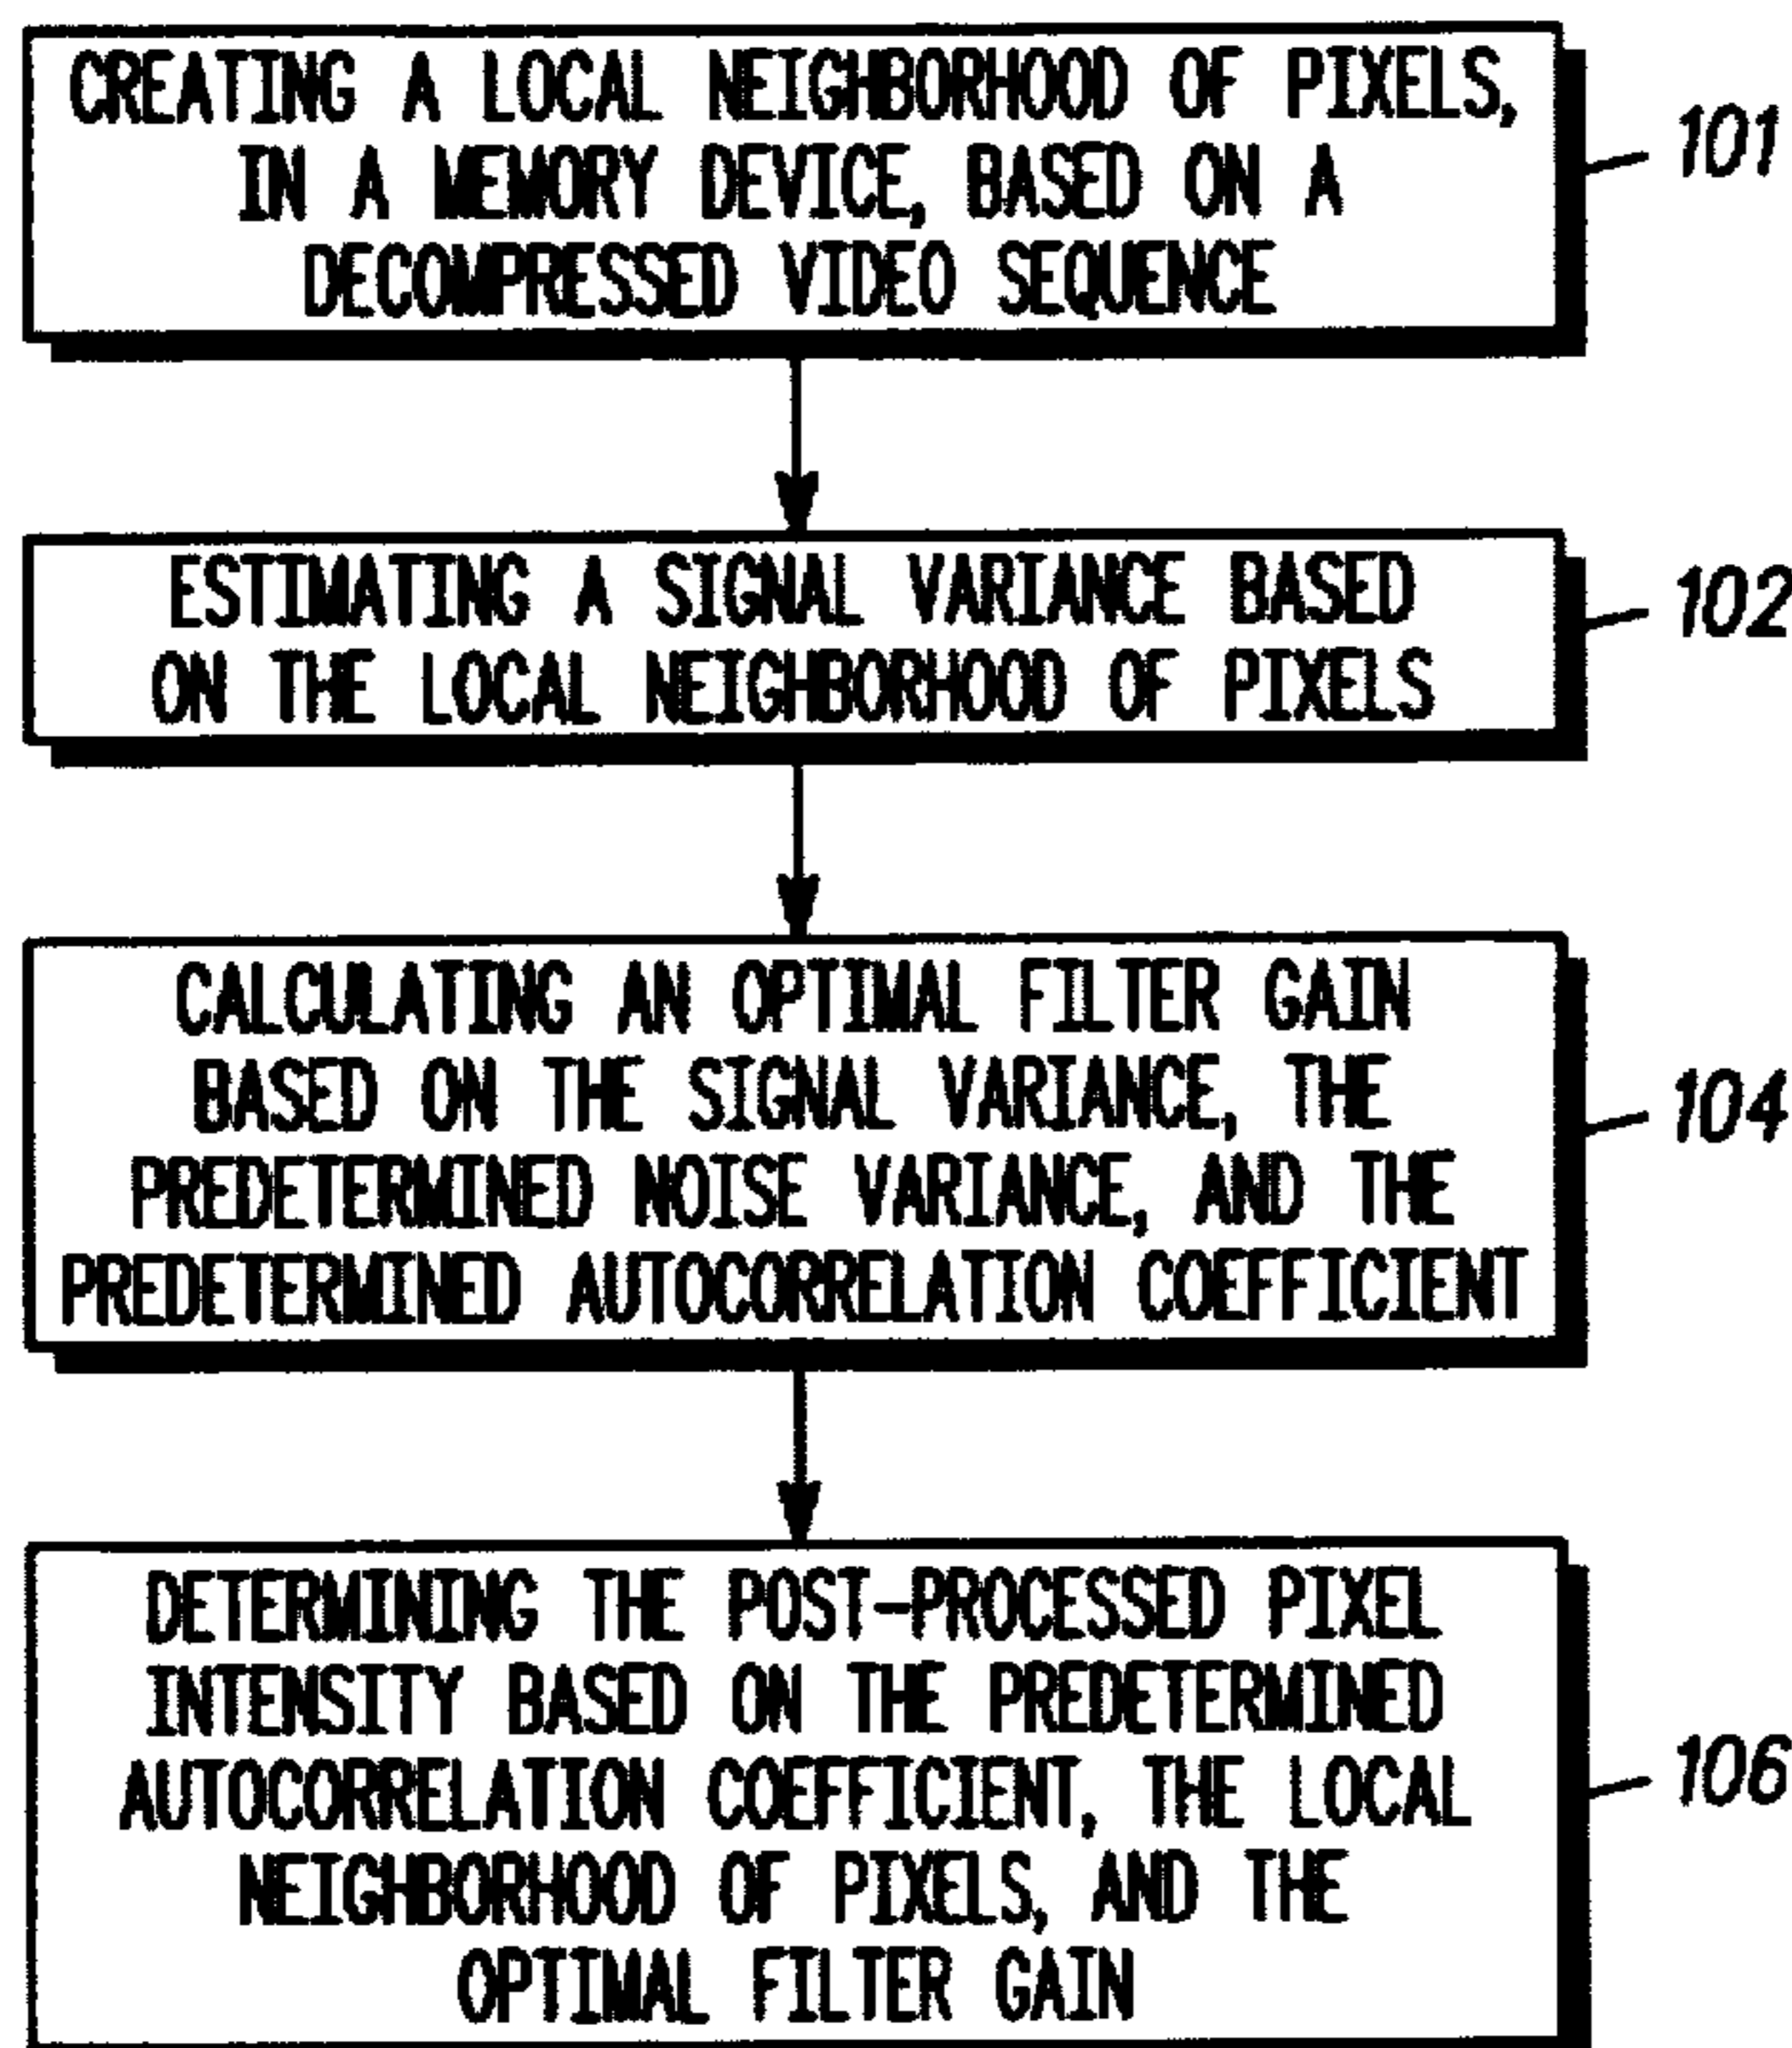 CREATING A LOCAL NEIGHBORHOOD OF PIXELS,
IN A MEMORY DEVICE, BASED ON A
DECOMPRESSED VIDEO SEQUENCE
101
ESTIMATING A SIGNAL VARIANCE BASED
ON THE LOCAL NEIGHBORHOOD OF PIXELS
102
CALCULATING AN OPTIMAL FILTER GAIN
BASED ON THE SIGNAL VARIANCE, THE
PREDETERMINED NOISE VARIANCE, AND THE
PREDETERMINED AUTOCORRELATION COEFFICIENT
104
DETERMINING THE POST-PROCESSED PIXEL
INTENSITY BASED ON THE PREDETERMINED
AUTOCORRELATION COEFFICIENT, THE LOCAL
NEIGHBORHOOD OF PIXELS, AND THE
OPTIMAL FILTER GAIN
106